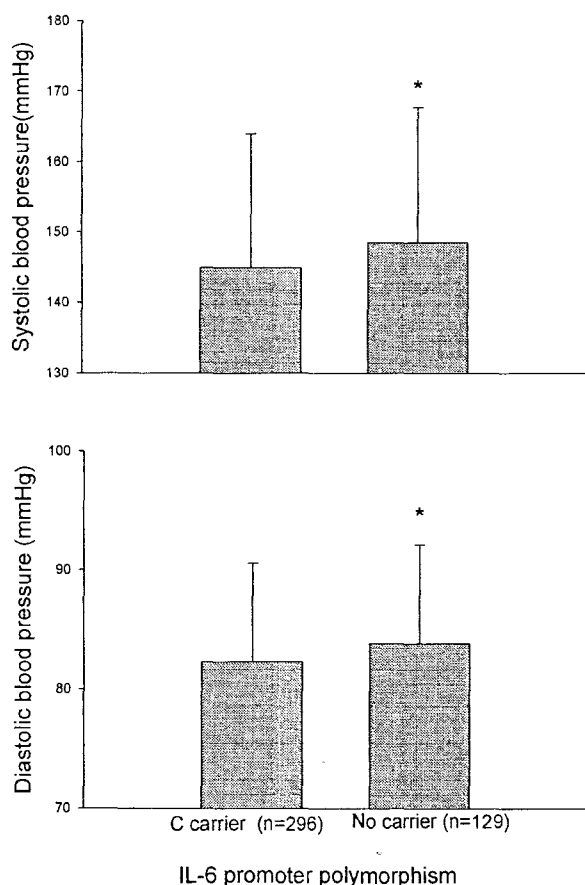 Systolic blood pressure(mmHg)
180
170
160
150
140
130
*
Diastolic blood pressure (mmHg)
100
90
80
70
*
C carrier (n=296)
No carrier (n=129)
IL-6 promoter polymorphism